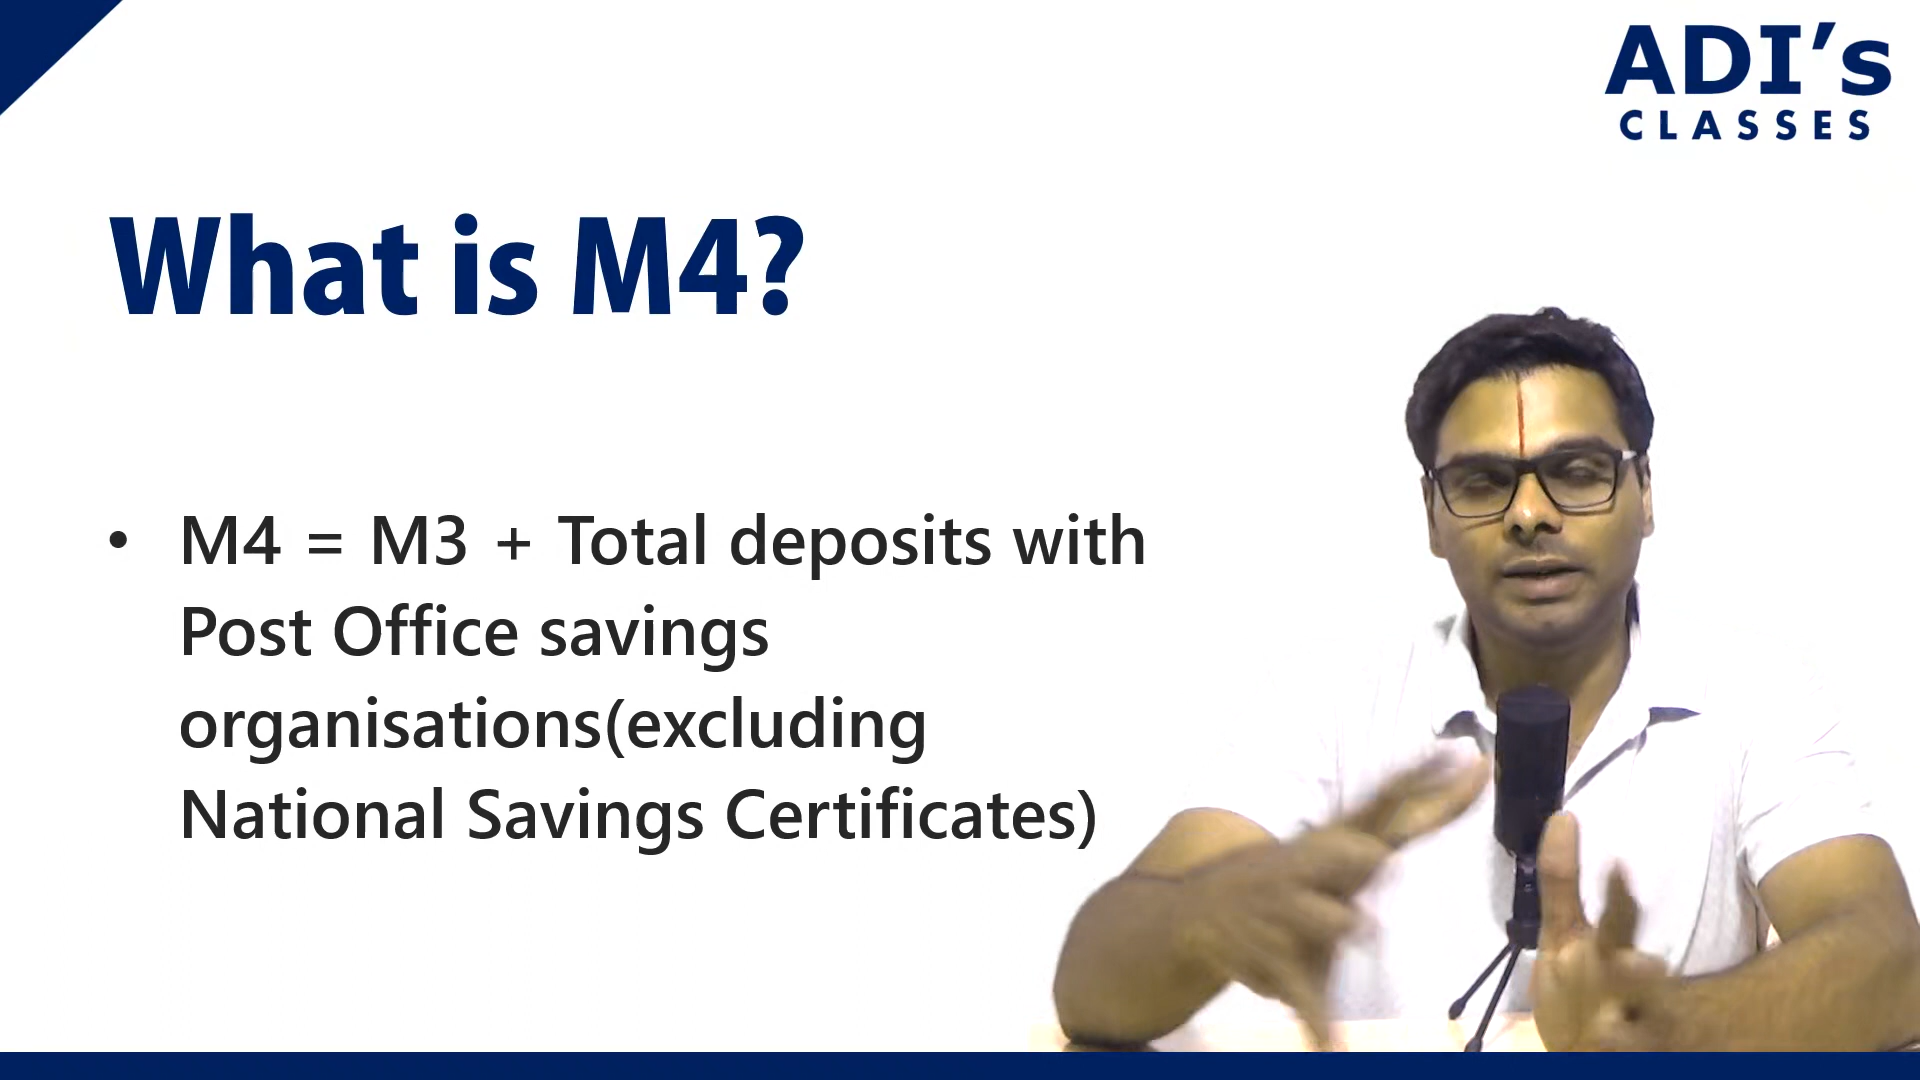 ADI’s
CLASSES
What is M4?
• M4 = M3 + Total deposits with
Post Office savings
organisations(excluding
National Savings Certificates)